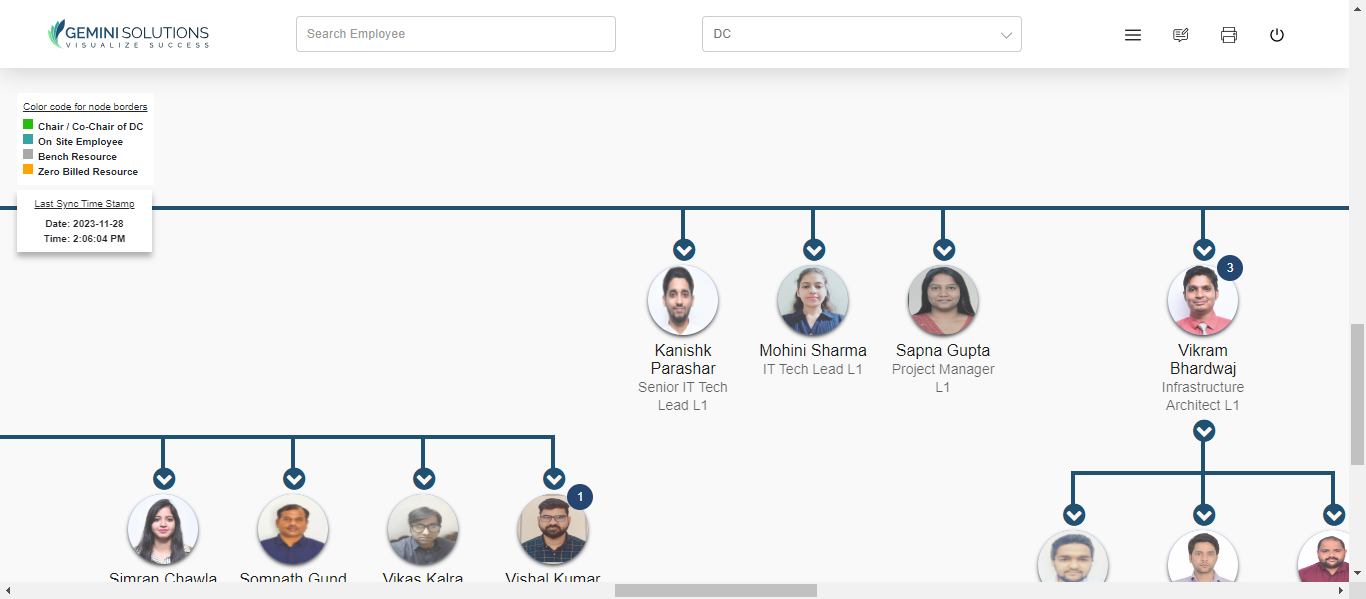 GEMINI SOLUTIONS
VISUALIZE SUCCESS
Search Employee
DC
Color code for node borders
Chair / Co-Chair of DC
On Site Employee
Bench Resource
Zero Billed Resource
Last Sync Time Stamp
Date: 2023-11-28
Time: 2:06:04 PM
3
Kanishk
Parashar
Senior IT Tech
Lead L1
Mohini Sharma
IT Tech Lead L1
Sapna Gupta
Project Manager
L1
Vikram
Bhardwaj
Infrastructure
Architect L1
1
Simran Chawla
Somnath Gund
Vikas Kalra
Vishal Kumar